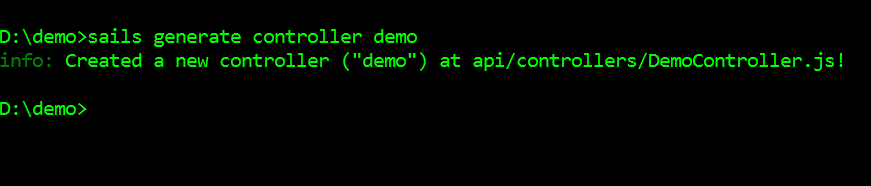 D:\demo>sails generate controller demo
info: Created a new controller ("demo") at api/controllers/DemoController.js!
D:\demo>